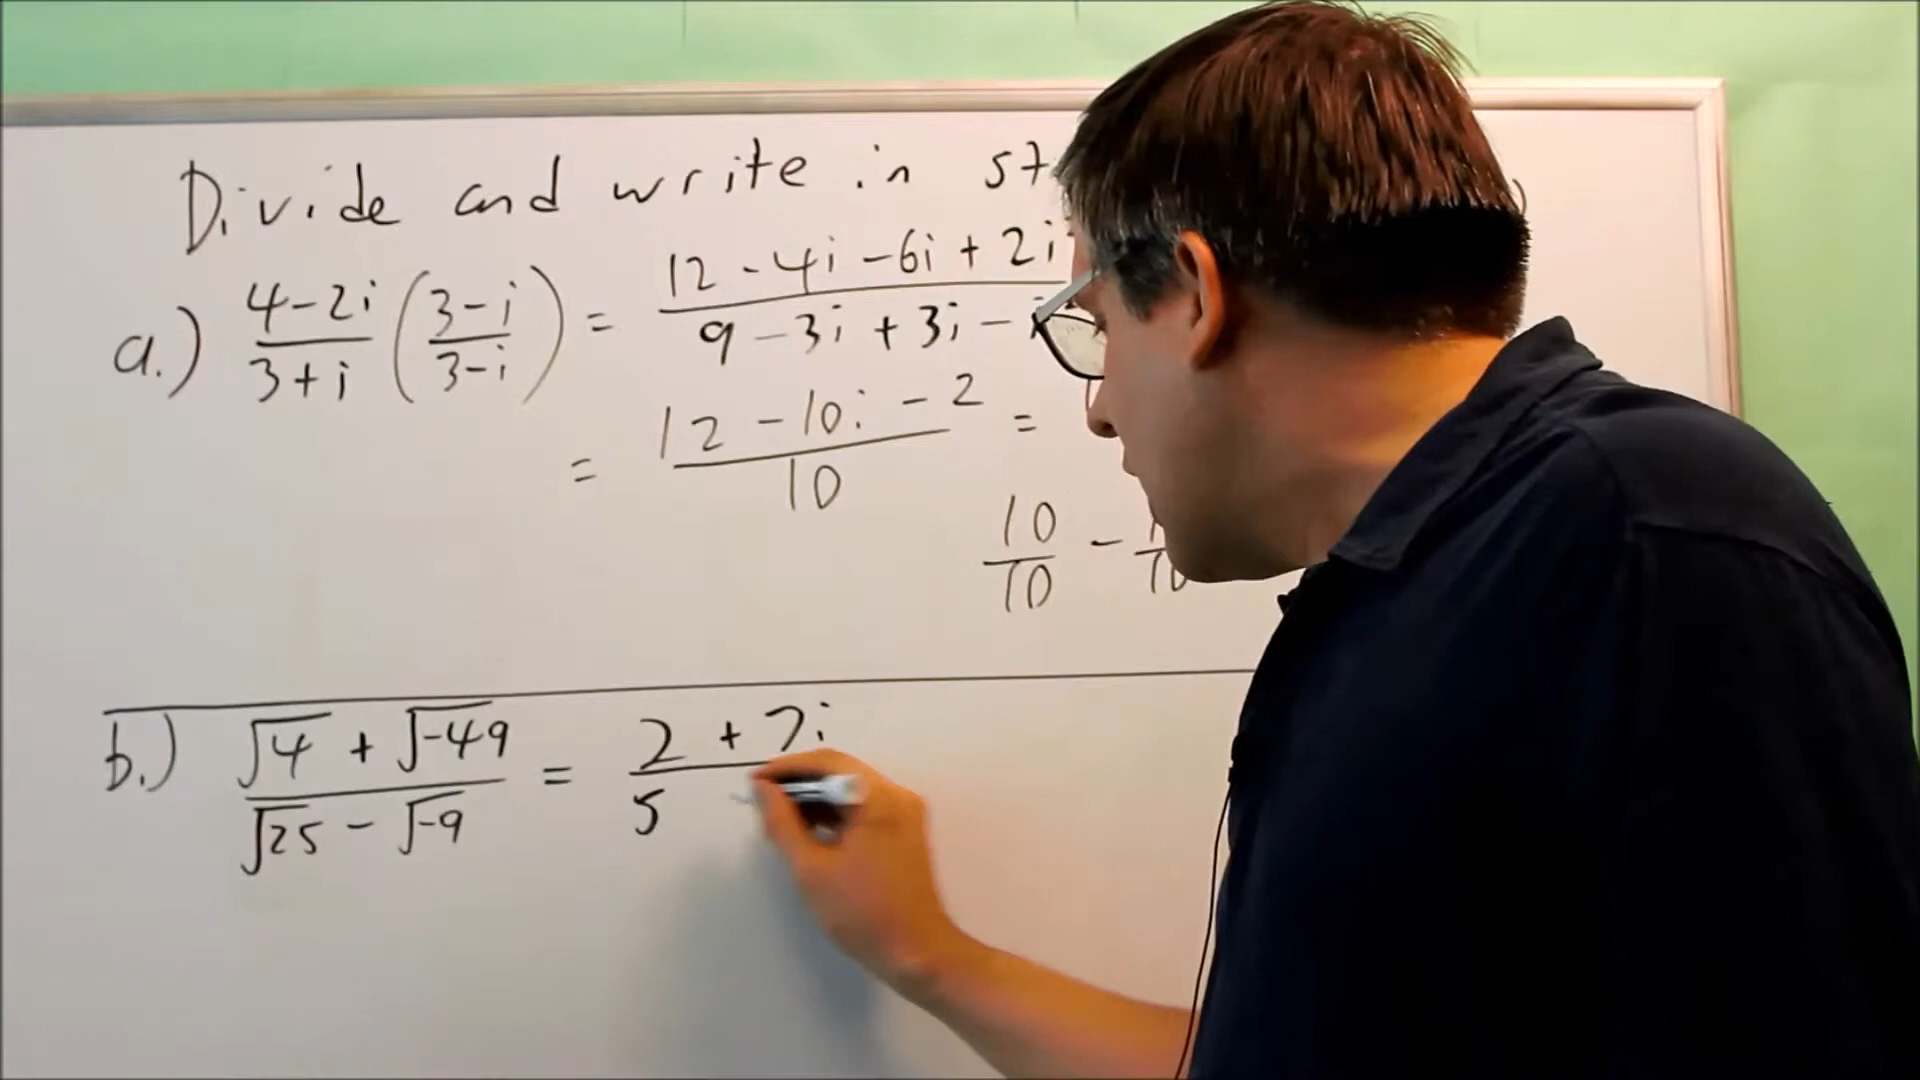 Divide and write in st
a.) (4-2i)/(3+i) ((3-i)/(3-i)) = (12-4i-6i+2i)/(9-3i+3i-i
= (12-10i-2)/10 =
10/10 -
b.) (√4+√-49)/(√25-√-9) = (2+7i)/5